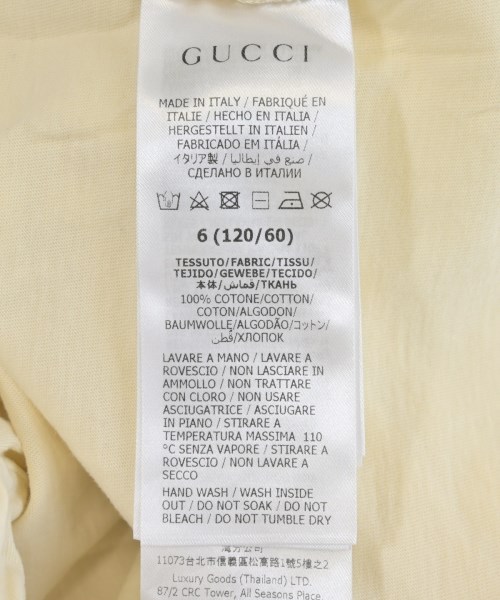 GUCCI
MADE IN ITALY / FABRIQUÉ EN
ITALIE / HECHO EN ITALIA /
HERGESTELLT IN ITALIEN /
FABRICADO EM ITÁLIA /
イタリア製 / صنع في إيطاليا /
СДЕЛАНО В ИТАЛИИ
6 (120/60)
TESSUTO/FABRIC/TISSU/
TEJIDO/GEWEBE/TECIDO/
本体/قماش/ТКАНЬ
100% COTONE/COTTON/
COTON/ALGODON/
BAUMWOLLE/ALGODÃO/コットン/
قطن/ХЛОПОК
LAVARE A MANO / LAVARE A
ROVESCIO / NON LASCIARE IN
AMMOLLO / NON TRATTARE
CON CLORO / NON USARE
ASCIUGATRICE / ASCIUGARE
IN PIANO / STIRARE A
TEMPERATURA MASSIMA 110
°C SENZA VAPORE / STIRARE A
ROVESCIO / NON LAVARE A
SECCO
HAND WASH / WASH INSIDE
OUT / DO NOT SOAK / DO NOT
BLEACH / DO NOT TUMBLE DRY
灣分公司
11073台北市信義區松高路1號5樓之2
Luxury Goods (Thailand) LTD.
87/2 CRC Tower, All Seasons Place,